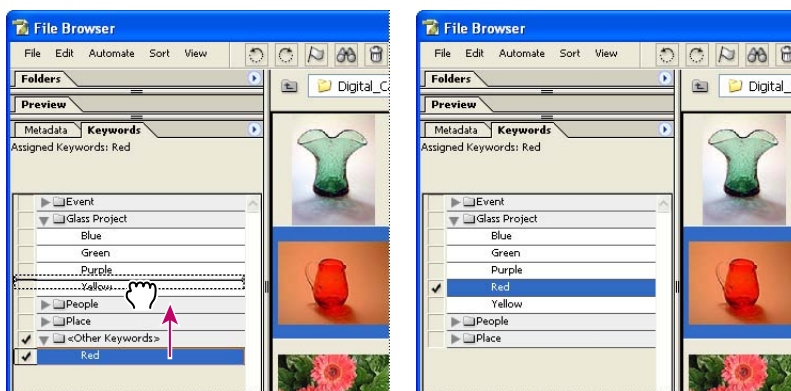 File Browser
File Edit Automate Sort View
Folders
Digital_Ca
Preview
Metadata Keywords
Assigned Keywords: Red
Event
Glass Project
Blue
Green
Purple
Yellow
People
Place
<Other Keywords>
Red
File Browser
File Edit Automate Sort View
Folders
Digital_
Preview
Metadata Keywords
Assigned Keywords: Red
Event
Glass Project
Blue
Green
Purple
Red
Yellow
People
Place